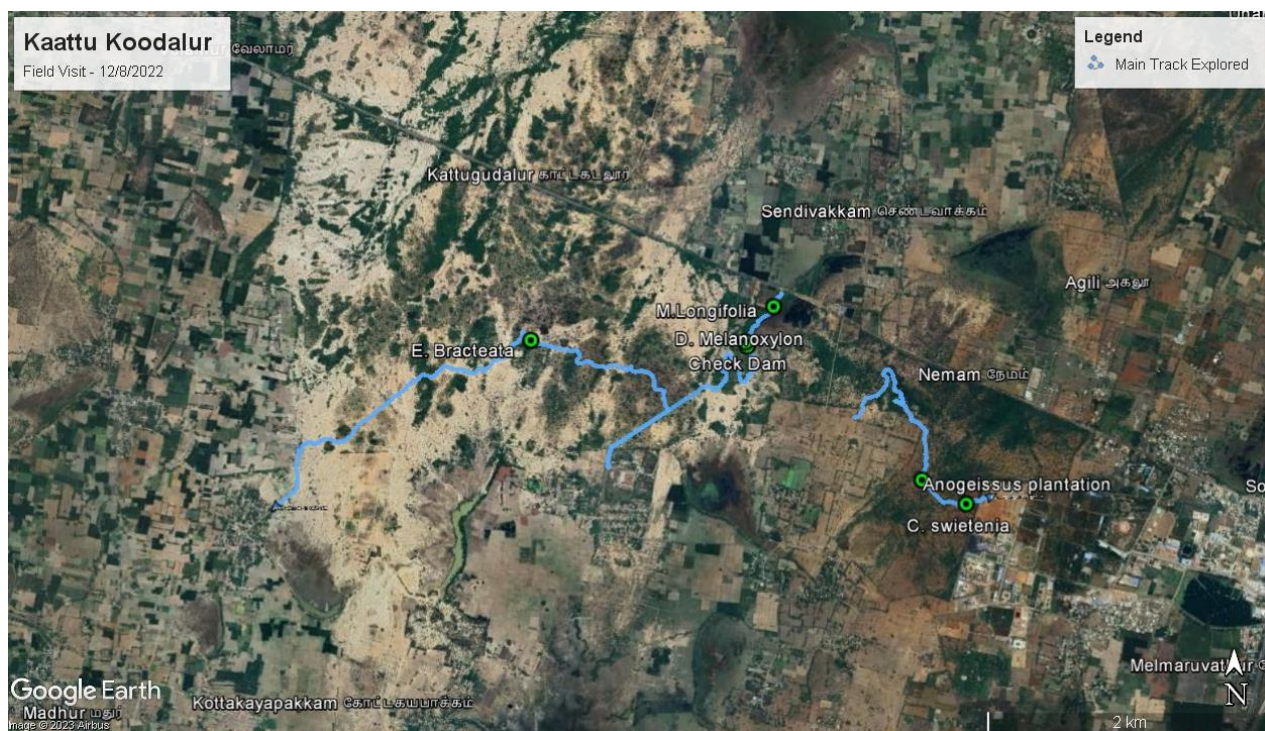 Kaattu Koodalur
Field Visit - 12/8/2022
வேலாமூர்
Legend
Main Track Explored
Kattugudalur காட்டகடலூர்
Sendivakkam செண்டிவாக்கம்
Agili அகிலி
M.Longifolia
D. Melanoxylon
E. Bracteata
Check Dam
Nemam நேமம்
Anogeissus plantation
So
C. swietenia
Melmaruvathur
Google Earth
N
Kottakayapakkam கோட்டகயபாக்கம்
Madhur மதுர்
2 km
Image © 2023 Airbus